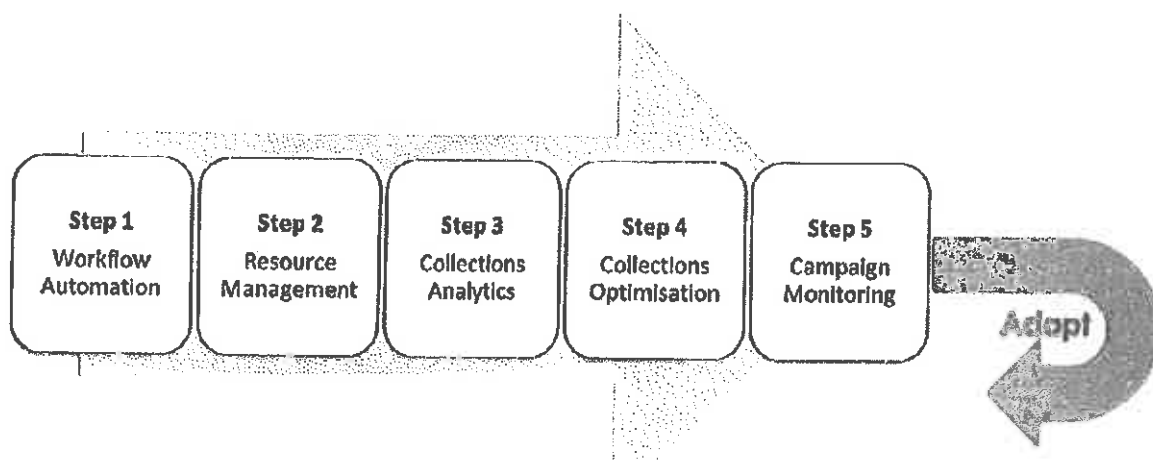 Step 1
Workflow
Automation
Step 2
Resource
Management
Step 3
Collections
Analytics
Step 4
Collections
Optimisation
Step 5
Campaign
Monitoring
Adapt